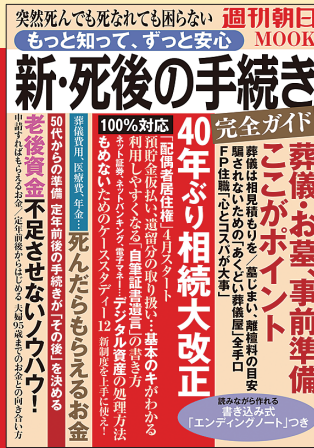 突然死んでも死なれても困らない
週刊朝日
MOOK
もっと知って、ずっと安心
新・死後の手続き
完全ガイド
葬儀・お墓、事前準備
ここがポイント
葬儀は相見積もりを/墓じまい、離檀料の目安
騙されないための「あくどい葬儀屋」全手口
FP住職「心とコスパが大事」
読みながら作れる
書き込み式
「エンディングノート」つき
100%対応
40年ぶり相続大改正
「配偶者居住権」4月スタート
預貯金仮払い、遺留分の取り扱い…基本のキがわかる
利用しやすくなる「自筆証書遺言」の書き方
ネット証券、ネットバンキング、電子マネー…デジタル資産の処理方法
もめないためのケーススタディー12 新制度を上手に使え!
葬儀費用、医療費、年金…
死んだらもらえるお金
50代からの準備 定年前後の手続きが「その後」を決める
老後資金不足させないノウハウ!
申請すればもらえるお金/定年前後からはじめる 夫婦95歳までのお金との向き合い方